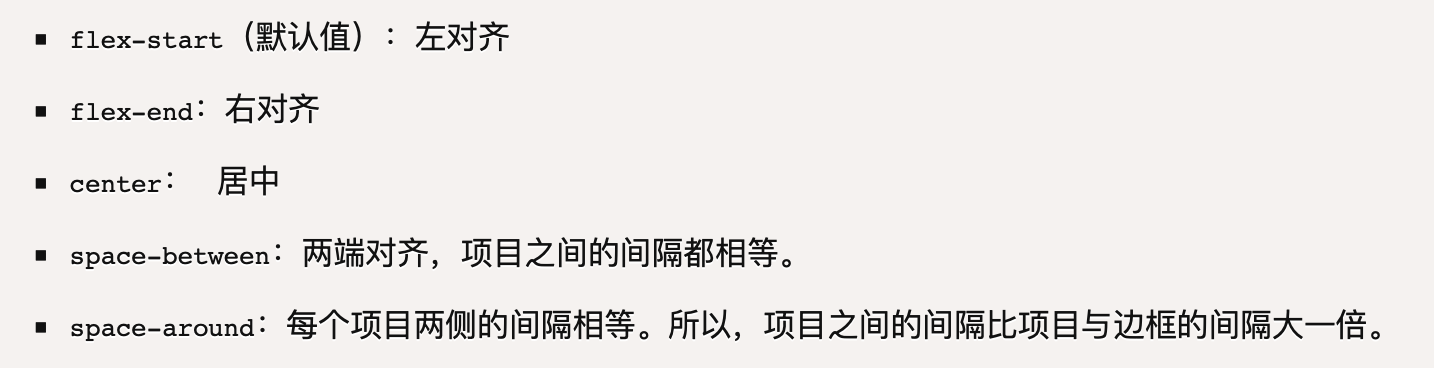 flex-start（默认值）：左对齐
flex-end：右对齐
center： 居中
space-between：两端对齐，项目之间的间隔都相等。
space-around：每个项目两侧的间隔相等。所以，项目之间的间隔比项目与边框的间隔大一倍。